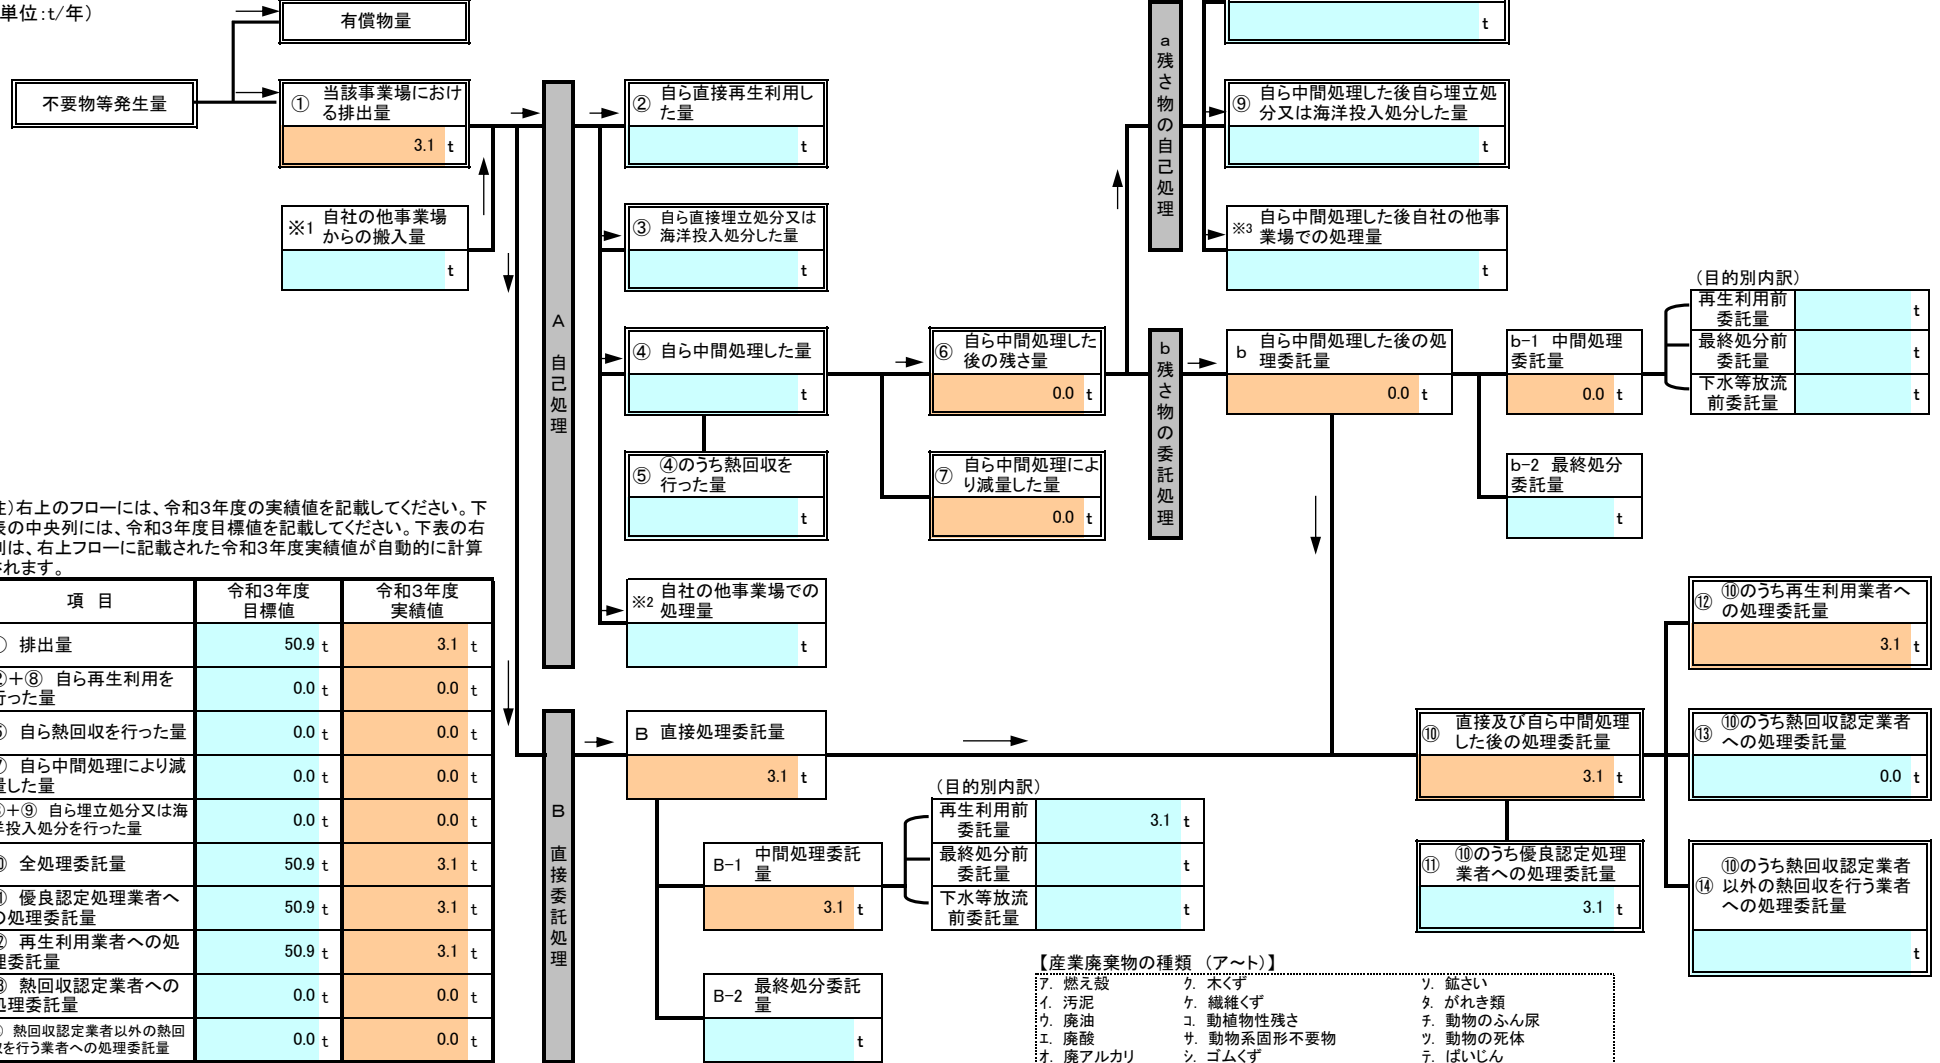 単位:t/年）
有償物量
不要物等発生量
① 当該事業場におけ
る排出量
3.1 t
※1 自社の他事業場
からの搬入量
t
A 自己処理
② 自ら直接再生利用し
た量
t
③ 自ら直接埋立処分又は
海洋投入処分した量
t
④ 自ら中間処理した量
t
⑤ ④のうち熱回収を
行った量
t
※2 自社の他事業場での
処理量
t
⑥ 自ら中間処理した
後の残さ量
0.0 t
⑦ 自ら中間処理によ
り減量した量
0.0 t
a残さ物の自己処理
t
⑨ 自ら中間処理した後自ら埋立処
分又は海洋投入処分した量
t
※3 自ら中間処理した後自社の他事
業場での処理量
t
b残さ物の委託処理
b 自ら中間処理した後の処
理委託量
0.0 t
b-1 中間処理
委託量
0.0 t
b-2 最終処分
委託量
t
（目的別内訳）
再生利用前
委託量
t
最終処分前
委託量
t
下水等放流
前委託量
t
)右上のフローには、令和3年度の実績値を記載してください。下
の中央列には、令和3年度目標値を記載してください。下表の右
は、右上フローに記載された令和3年度実績値が自動的に計算
れます。
項 目
令和3年度
目標値
令和3年度
実績値
排出量 50.9 t 3.1 t
+⑧ 自ら再生利用を
行った量 0.0 t 0.0 t
自ら熱回収を行った量 0.0 t 0.0 t
自ら中間処理により減
量した量 0.0 t 0.0 t
+⑨ 自ら埋立処分又は海
洋投入処分を行った量 0.0 t 0.0 t
全処理委託量 50.9 t 3.1 t
優良認定処理業者へ
の処理委託量 50.9 t 3.1 t
再生利用業者への処
理委託量 50.9 t 3.1 t
熱回収認定業者への
処理委託量 0.0 t 0.0 t
熱回収認定業者以外の熱回
収を行う業者への処理委託量 0.0 t 0.0 t
B 直接委託処理
B 直接処理委託量
3.1 t
B-1 中間処理委託
量
3.1 t
B-2 最終処分委託
量
t
（目的別内訳）
再生利用前
委託量
3.1 t
最終処分前
委託量
t
下水等放流
前委託量
t
⑩ 直接及び自ら中間処理
した後の処理委託量
3.1 t
⑪ ⑩のうち優良認定処理
業者への処理委託量
3.1 t
⑫ ⑩のうち再生利用業者へ
の処理委託量
3.1 t
⑬ ⑩のうち熱回収認定業者
への処理委託量
0.0 t
⑭ ⑩のうち熱回収認定業者
以外の熱回収を行う業者
への処理委託量
t
【産業廃棄物の種類 （ア～ト）】
ア. 燃え殻 ク. 木くず ソ. 鉱さい
イ. 汚泥 ケ. 繊維くず タ. がれき類
ウ. 廃油 コ. 動植物性残さ チ. 動物のふん尿
エ. 廃酸 サ. 動物系固形不要物 ツ. 動物の死体
オ. 廃アルカリ シ. ゴムくず テ. ばいじん